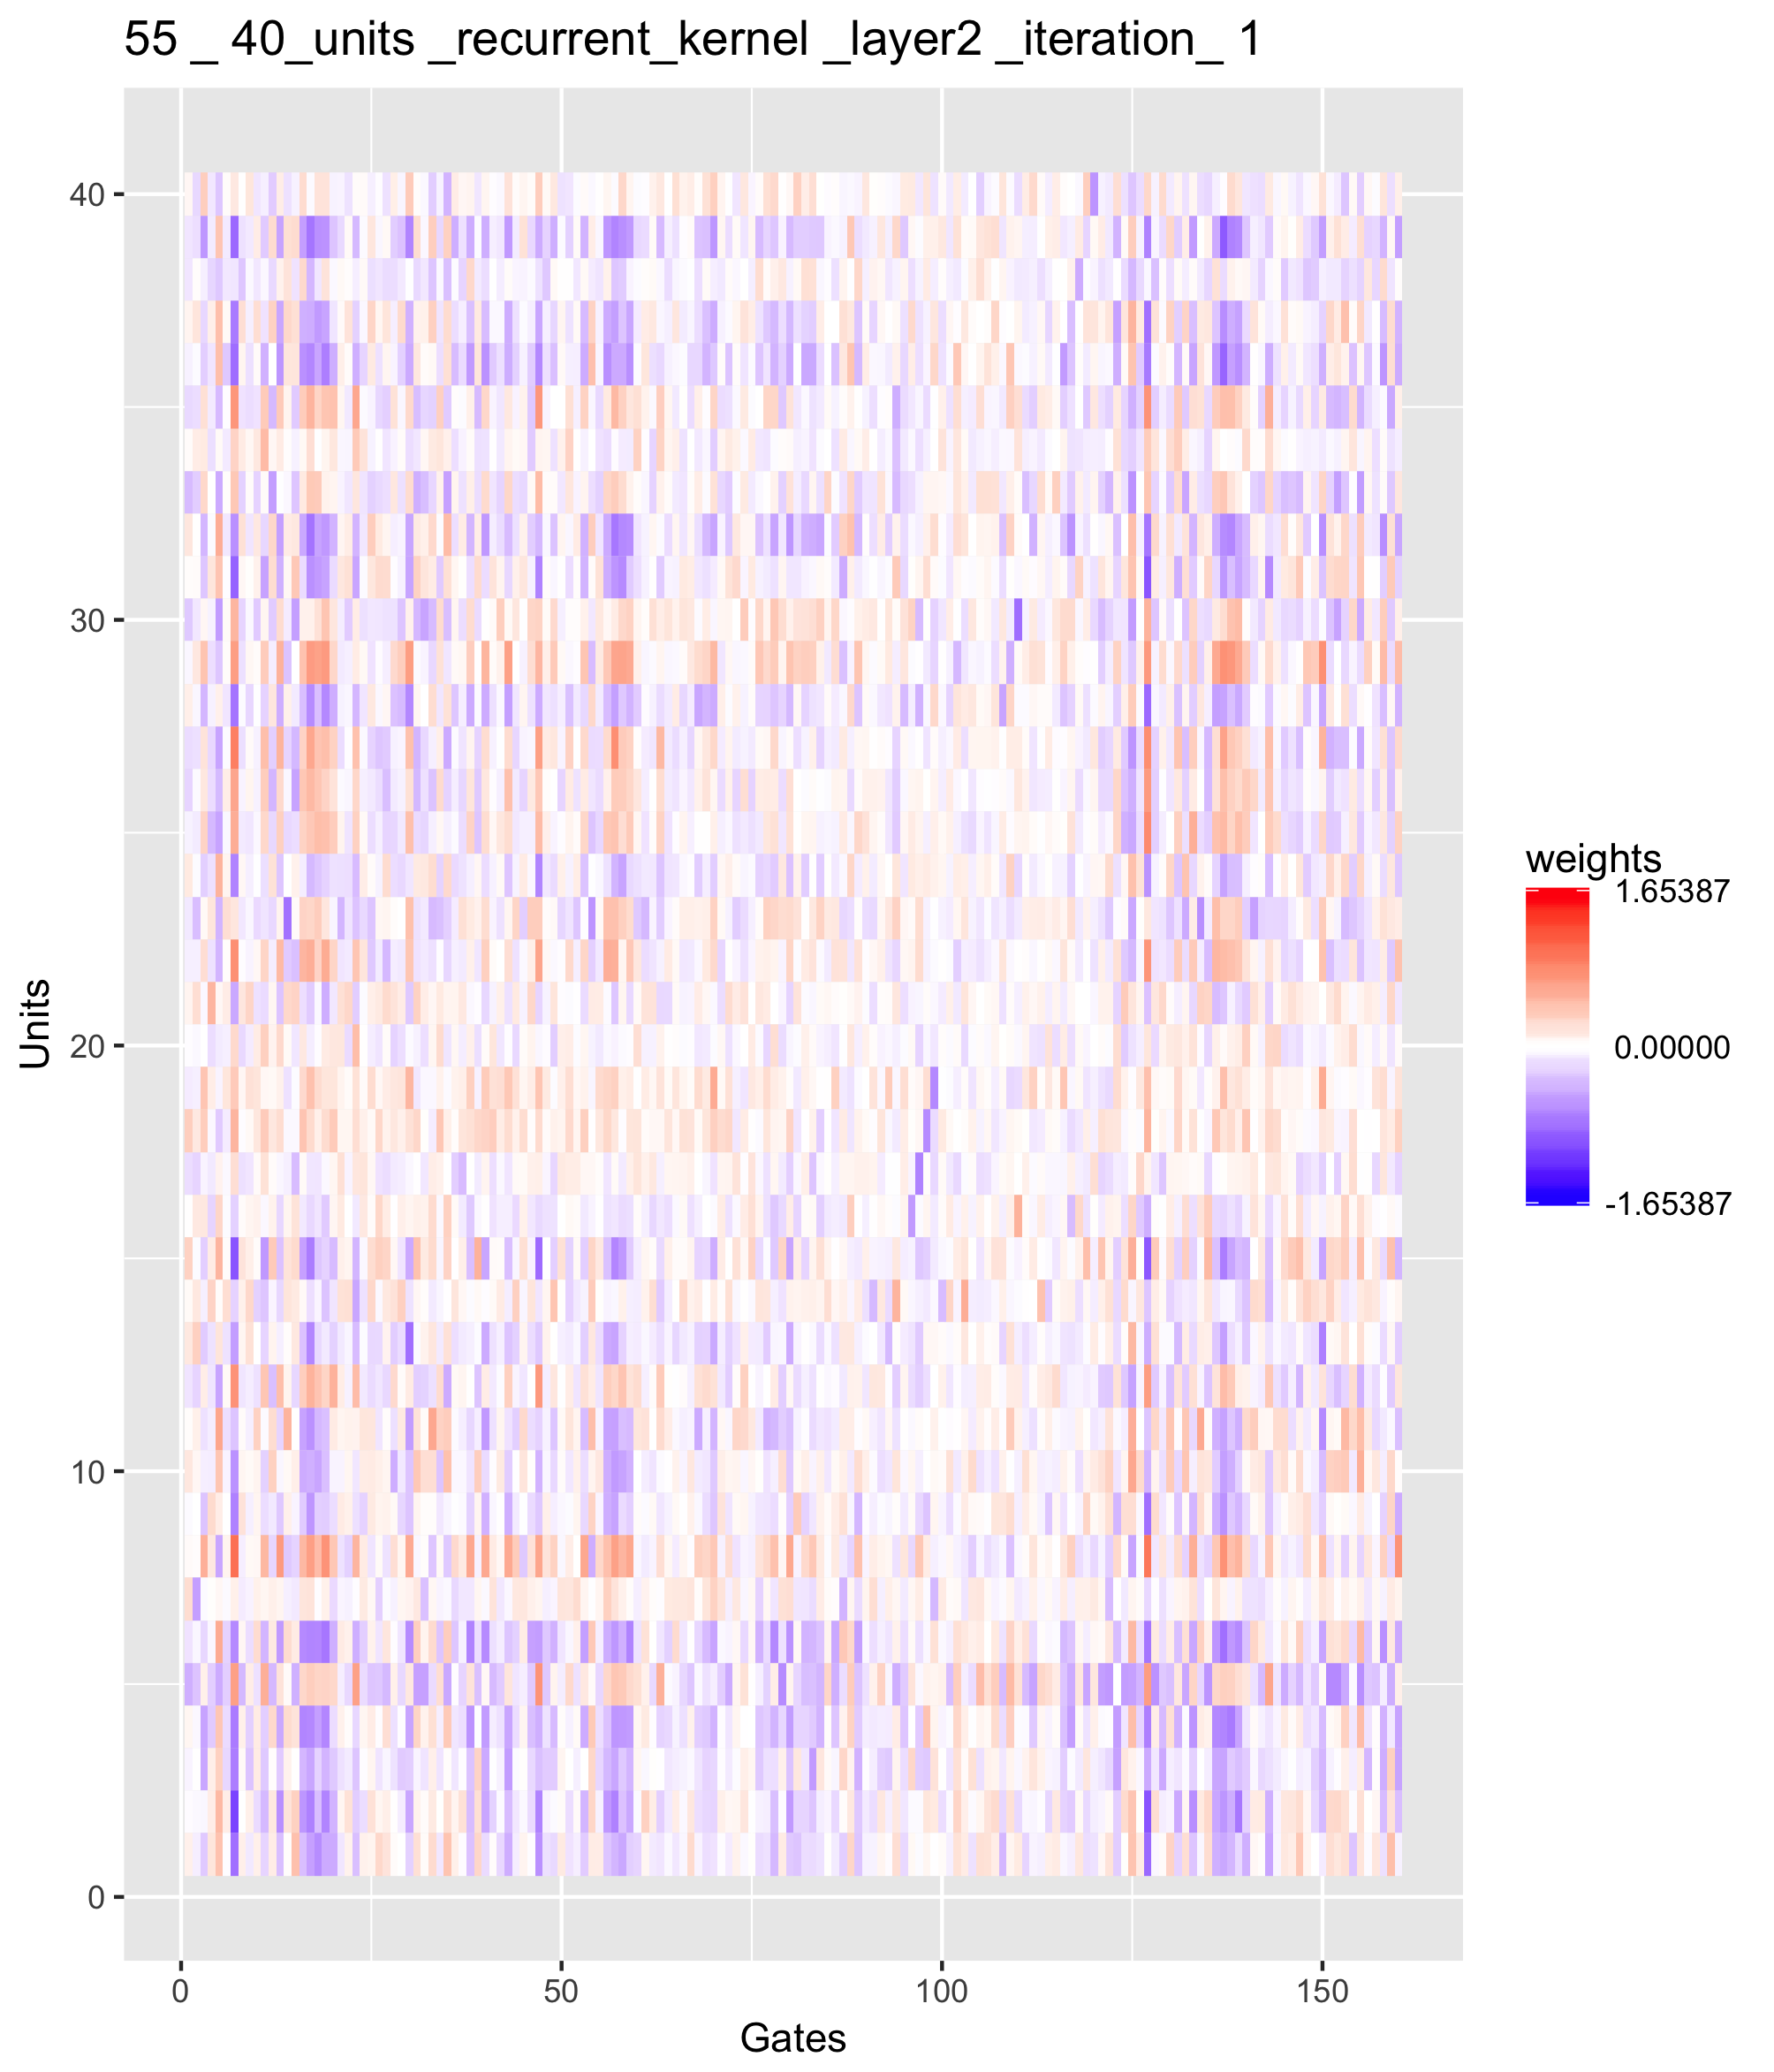 55 _ 40_units _recurrent_kernel _layer2 _iteration_ 1
40
30
20
10
0
Units
0 50 100 150
Gates
weights
1.65387
0.00000
-1.65387